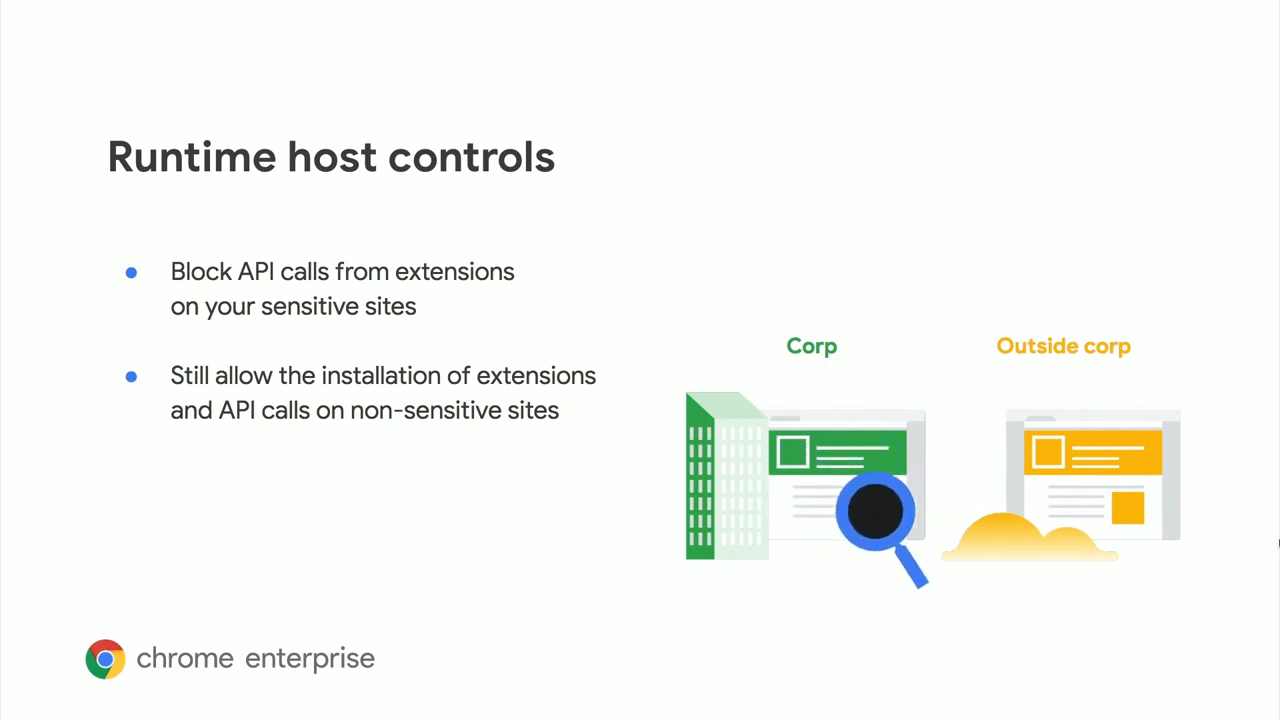 Runtime host controls
Block API calls from extensions
on your sensitive sites
Still allow the installation of extensions
and API calls on non-sensitive sites
Corp
Outside corp
chrome enterprise